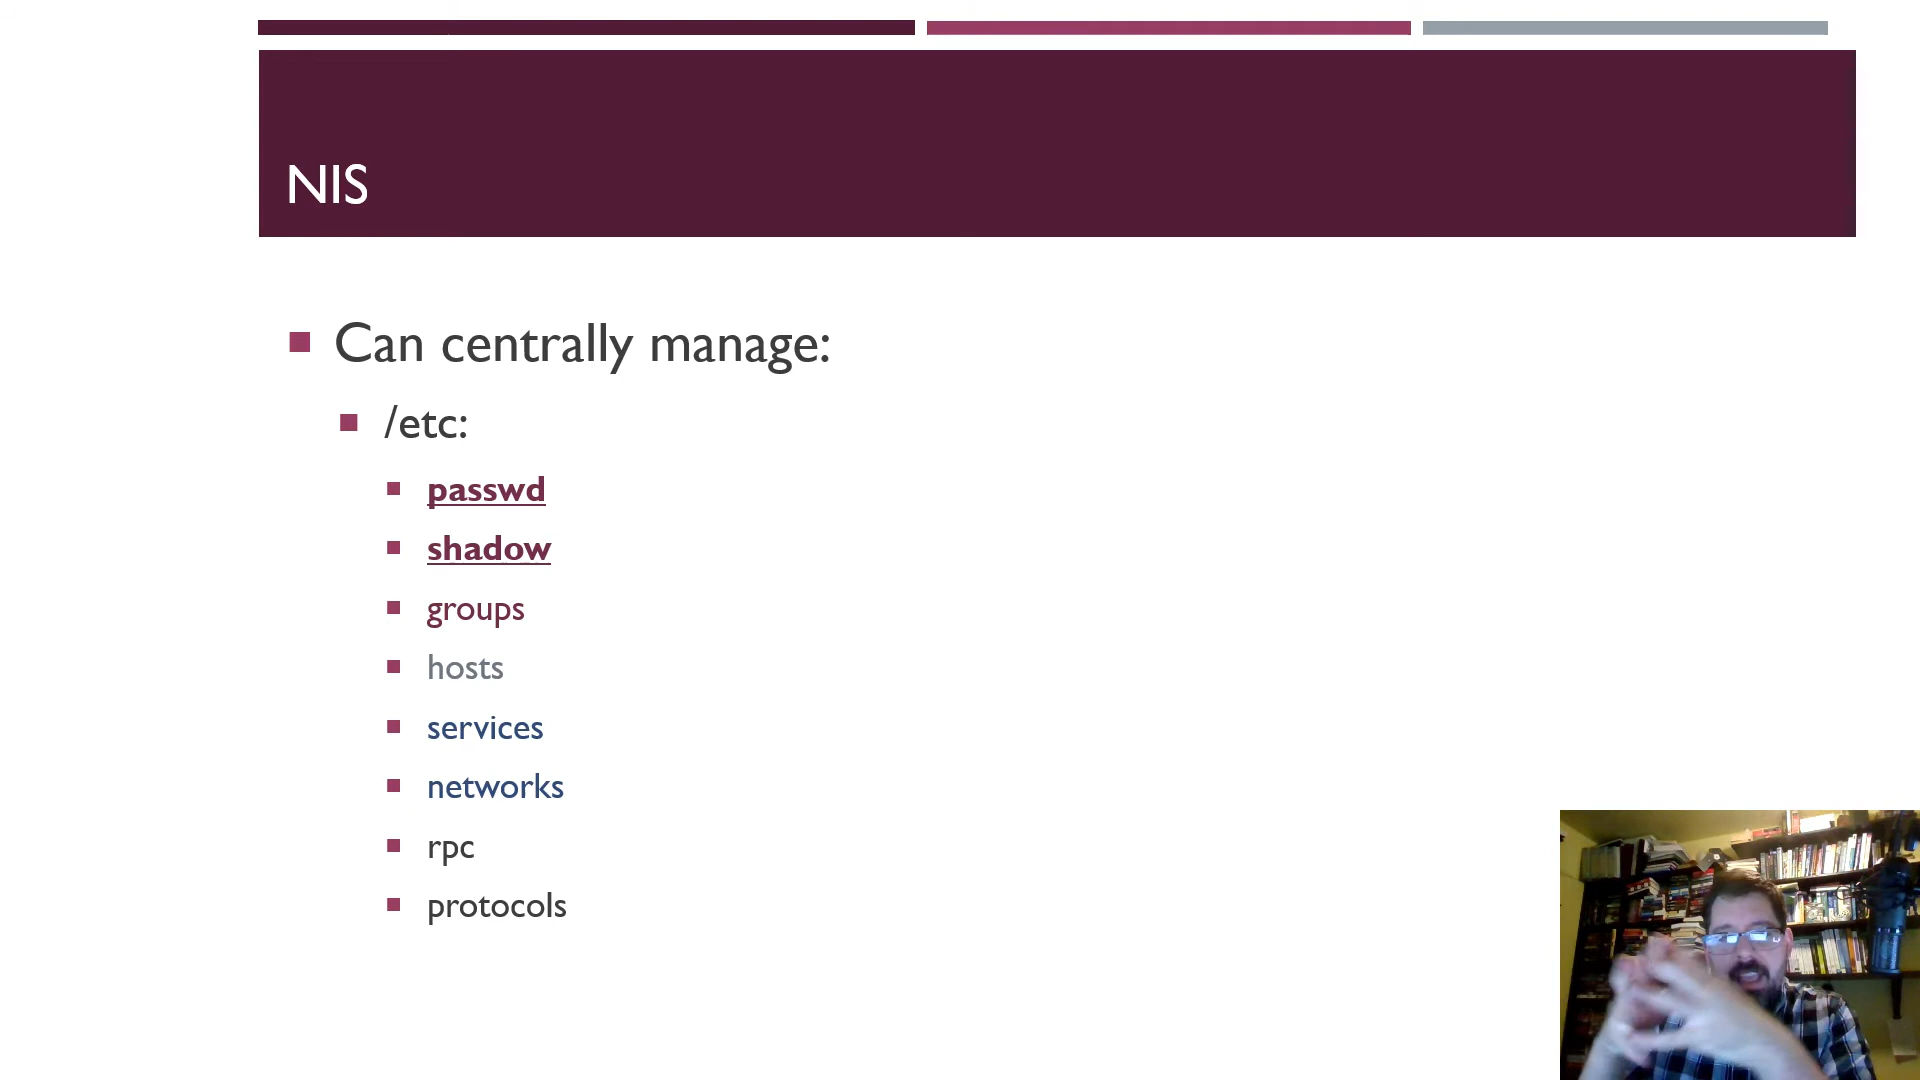 NIS
Can centrally manage:
/etc:
passwd
shadow
groups
hosts
services
networks
rpc
protocols